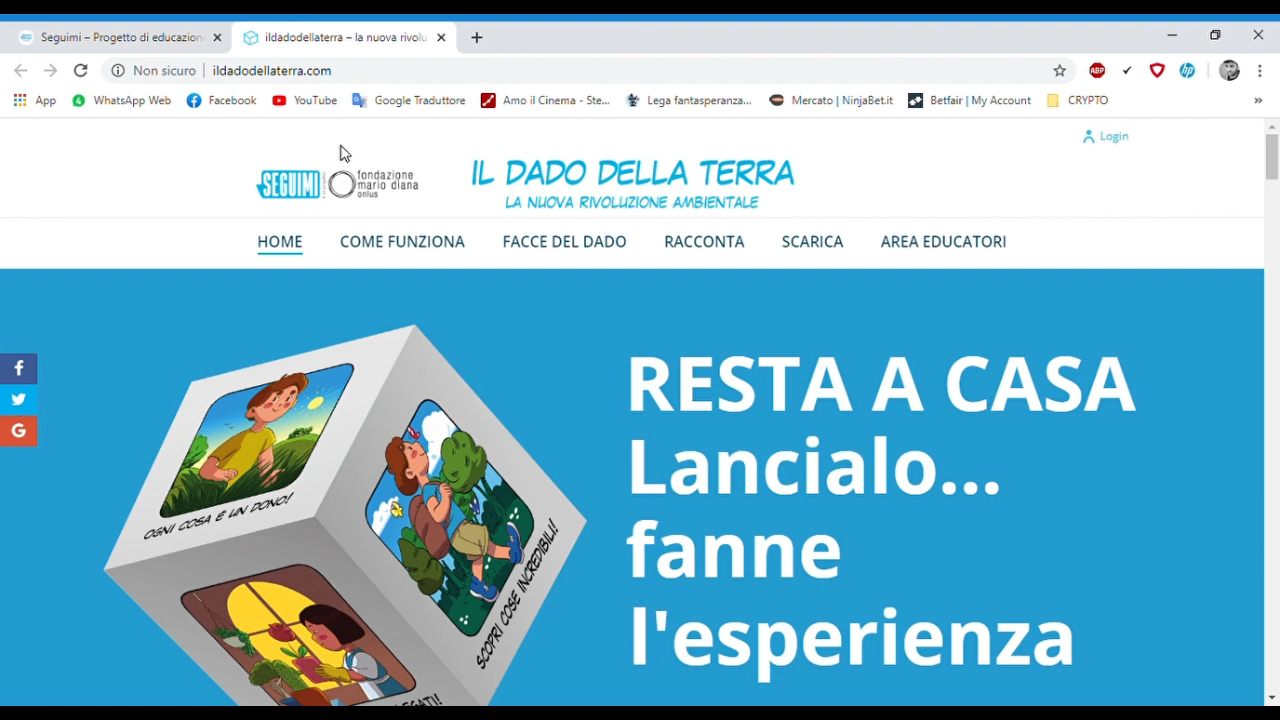 Seguimi – Progetto di educazion
ildadodellaterra – la nuova rivolu
Non sicuro
ildadodellaterra.com
ABP
hp
App
WhatsApp Web
Facebook
YouTube
Google Traduttore
Amo il Cinema - Ste...
Lega fantasperanza...
Mercato | NinjaBet.it
Betfair | My Account
CRYPTO
»
Login
SEGUIMI
fondazione
mario diana
onlus
IL DADO DELLA TERRA
LA NUOVA RIVOLUZIONE AMBIENTALE
HOME
COME FUNZIONA
FACCE DEL DADO
RACCONTA
SCARICA
AREA EDUCATORI
RESTA A CASA
Lancialo...
fanne
l'esperienza
OGNI COSA È UN DONO!
SCOPRI COSE INCREDIBILI!